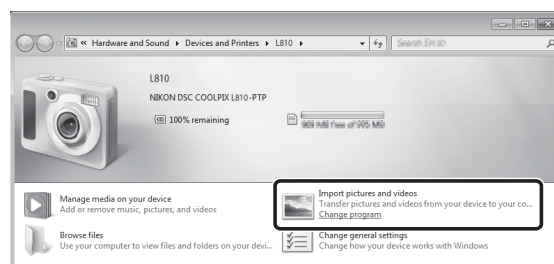 « Hardware and Sound ▸ Devices and Printers ▸ L810 ▸
L810
NIKON DSC COOLPIX L810-PTP
100% remaining
Manage media on your device
Add or remove music, pictures, and videos
Import pictures and videos
Transfer pictures and videos from your device to your co...
Change program
Browse files
Use your computer to view files and folders on your devi...
Change general settings
Change how your device works with Windows